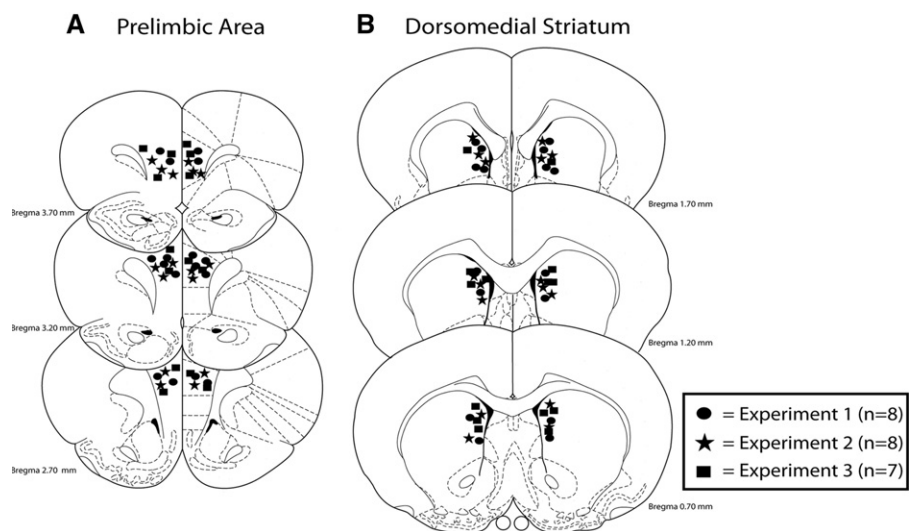 A Prelimbic Area
B Dorsomedial Striatum
Bregma 3.70 mm
Bregma 3.20 mm
Bregma 2.70 mm
Bregma 1.70 mm
Bregma 1.20 mm
Bregma 0.70 mm
= Experiment 1 (n=8)
= Experiment 2 (n=8)
= Experiment 3 (n=7)